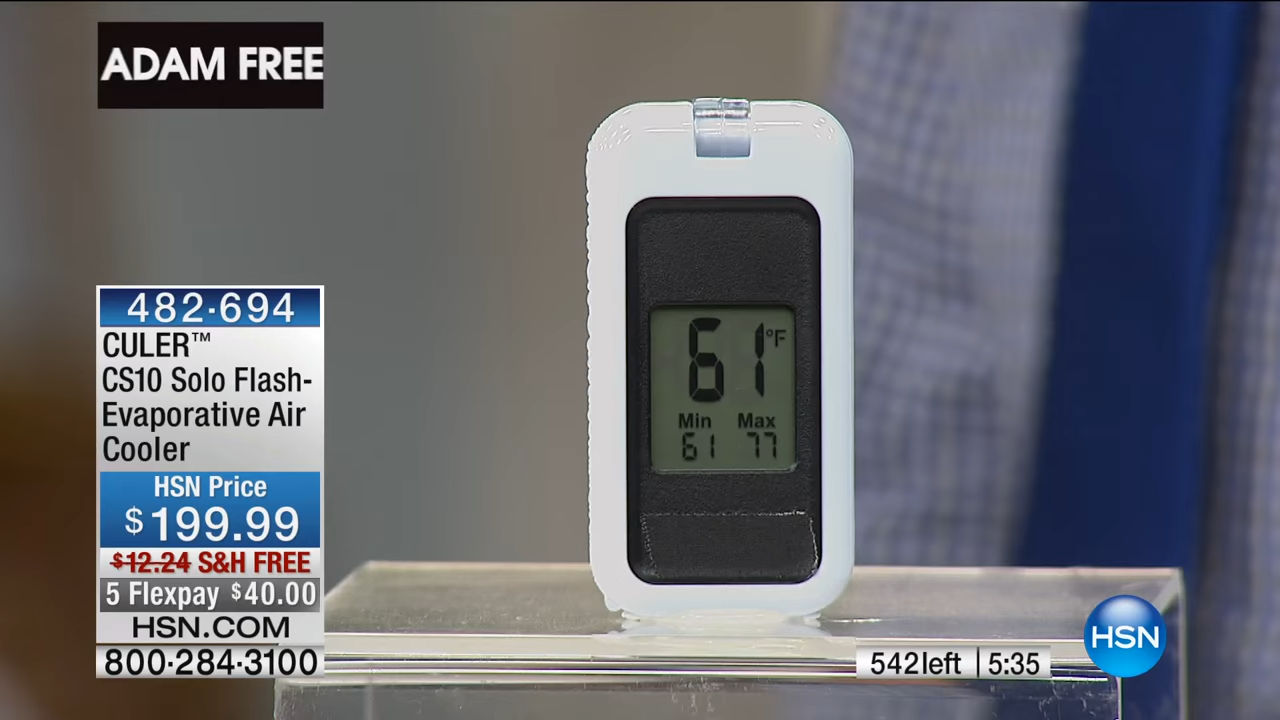 ADAM FREE
482·694
CULER™
CS10 Solo Flash-
Evaporative Air
Cooler
HSN Price
$199.99
$12.24 S&H FREE
5 Flexpay $40.00
HSN.COM
800·284·3100
61°F
Min Max
61 77
542left | 5:35
HSN